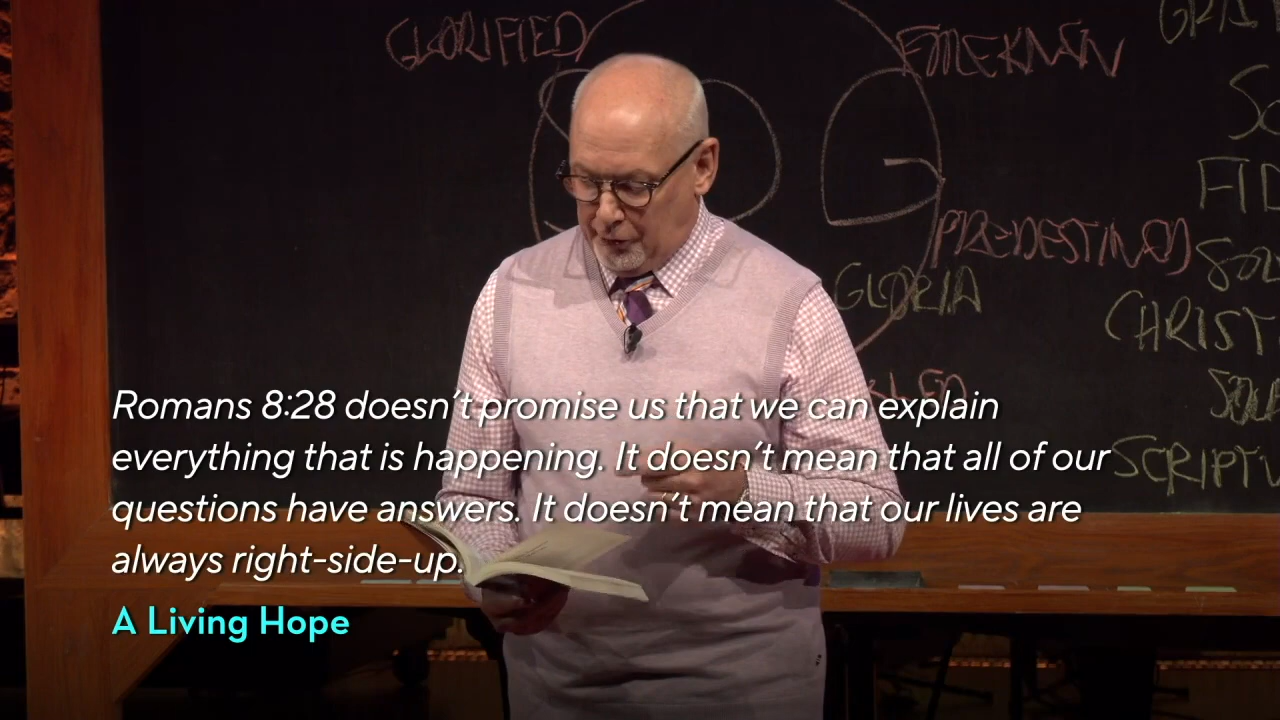 GLORIFIED
FOREKNOWN
PREDESTINED
GLORIA
CHRIST
Romans 8:28 doesn't promise us that we can explain
everything that is happening. It doesn't mean that all of our
questions have answers. It doesn't mean that our lives are
always right-side-up.
A Living Hope